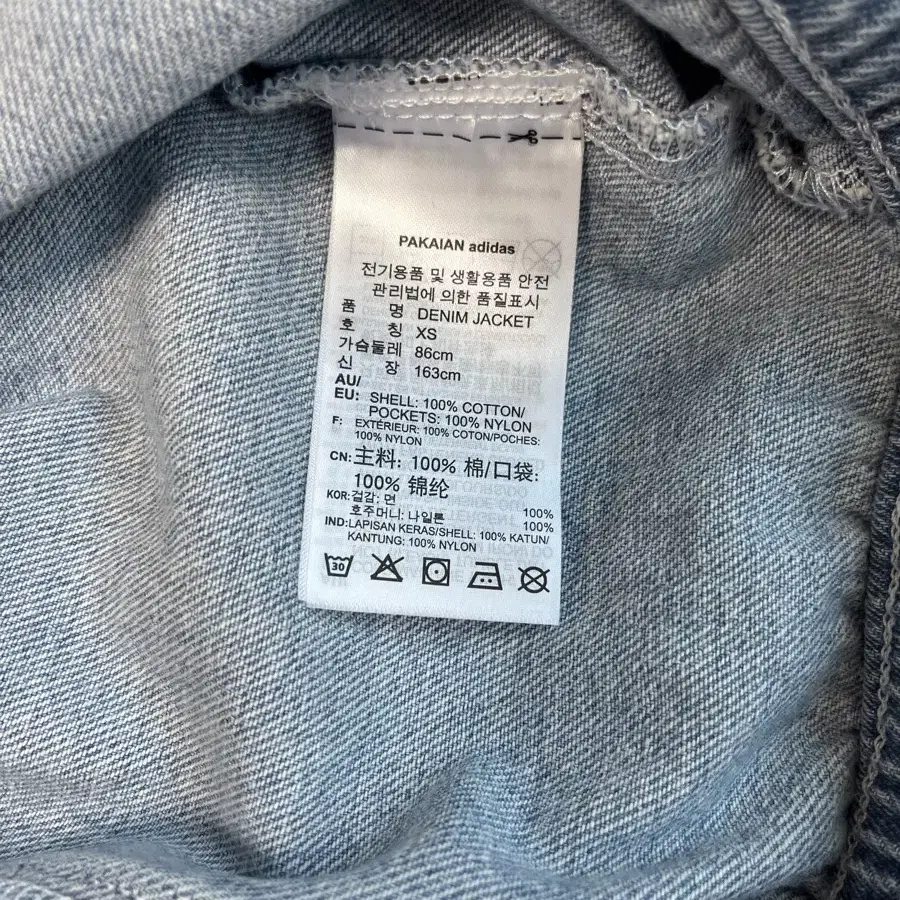 PAKAIAN adidas
전기용품 및 생활용품 안전
관리법에 의한 품질표시
품 명 DENIM JACKET
호 칭 XS
가슴둘레 86cm
신 장 163cm
AU/
EU: SHELL: 100% COTTON/
POCKETS: 100% NYLON
F: EXTÉRIEUR: 100% COTON/POCHES:
100% NYLON
CN: 主料: 100% 棉/口袋:
100% 锦纶
KOR: 겉감; 면 100%
호주머니; 나일론 100%
IND: LAPISAN KERAS/SHELL: 100% KATUN/
KANTUNG: 100% NYLON
30